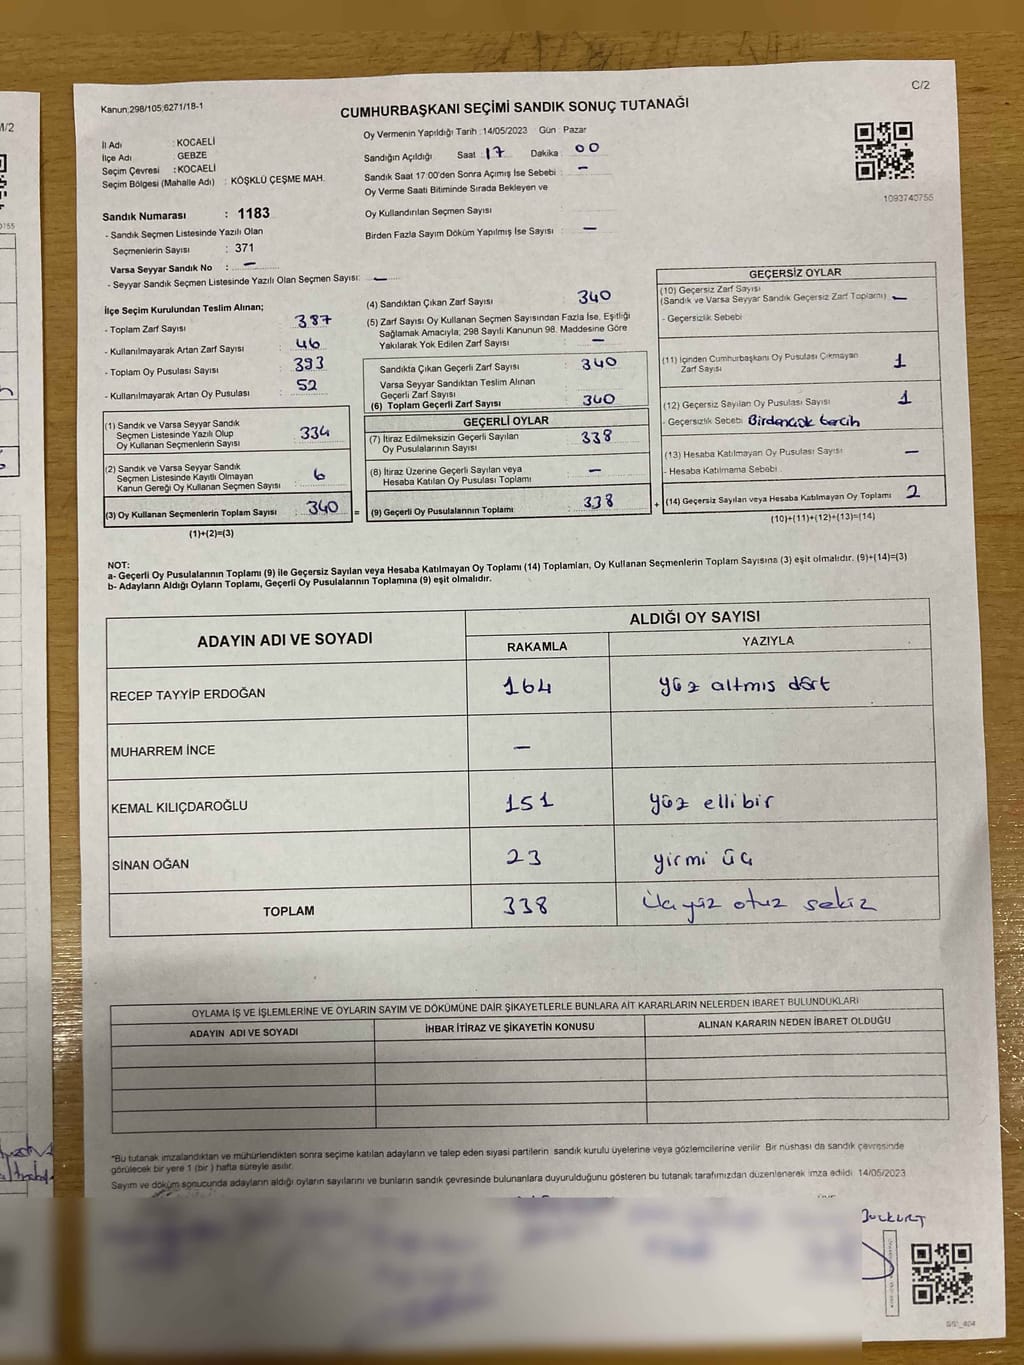 C/2
Kanun;298/105;6271/18-1
CUMHURBAŞKANI SEÇİMİ SANDIK SONUÇ TUTANAĞI
İl Adı : KOCAELİ
İlçe Adı : GEBZE
Seçim Çevresi : KOCAELİ
Seçim Bölgesi (Mahalle Adı) : KÖŞKLÜ ÇEŞME MAH.
Oy Vermenin Yapıldığı Tarih :14/05/2023 Gün : Pazar
Sandığın Açıldığı Saat 17 Dakika 00
Sandık Saat 17:00'den Sonra Açımış İse Sebebi : –
Oy Verme Saati Bitiminde Sırada Bekleyen ve
Oy Kullandırılan Seçmen Sayısı :
Birden Fazla Sayım Döküm Yapılmış İse Sayısı : –
1093740755
Sandık Numarası : 1183
- Sandık Seçmen Listesinde Yazılı Olan
Seçmenlerin Sayısı : 371
Varsa Seyyar Sandık No : –
- Seyyar Sandık Seçmen Listesinde Yazılı Olan Seçmen Sayısı: –
İlçe Seçim Kurulundan Teslim Alınan;
- Toplam Zarf Sayısı : 387
- Kullanılmayarak Artan Zarf Sayısı : 46
- Toplam Oy Pusulası Sayısı : 393
- Kullanılmayarak Artan Oy Pusulası : 52
(1) Sandık ve Varsa Seyyar Sandık
Seçmen Listesinde Yazılı Olup
Oy Kullanan Seçmenlerin Sayısı : 334
(2) Sandık ve Varsa Seyyar Sandık
Seçmen Listesinde Kayıtlı Olmayan
Kanun Gereği Oy Kullanan Seçmen Sayısı : 6
(3) Oy Kullanan Seçmenlerin Toplam Sayısı : 340 =
(1)+(2)=(3)
(4) Sandıktan Çıkan Zarf Sayısı : 340
(5) Zarf Sayısı Oy Kullanan Seçmen Sayısından Fazla İse, Eşitliği
Sağlamak Amacıyla; 298 Sayılı Kanunun 98. Maddesine Göre
Yakılarak Yok Edilen Zarf Sayısı : –
Sandıkta Çıkan Geçerli Zarf Sayısı : 340
Varsa Seyyar Sandıktan Teslim Alınan
Geçerli Zarf Sayısı :
(6) Toplam Geçerli Zarf Sayısı : 340
GEÇERLİ OYLAR
(7) İtiraz Edilmeksizin Geçerli Sayılan
Oy Pusulasının Sayısı : 338
(8) İtiraz Üzerine Geçerli Sayılan veya
Hesaba Katılan Oy Pusulası Toplamı : –
(9) Geçerli Oy Pusulalarının Toplamı : 338 +
GEÇERSİZ OYLAR
(10) Geçersiz Zarf Sayısı
(Sandık ve Varsa Seyyar Sandık Geçersiz Zarf Toplamı) –
- Geçersizlik Sebebi
(11) İçinden Cumhurbaşkanı Oy Pusulası Çıkmayan
Zarf Sayısı 1
(12) Geçersiz Sayılan Oy Pusulası Sayısı 1
- Geçersizlik Sebebi : Birdençok tercih
(13) Hesaba Katılmayan Oy Pusulası Sayısı –
- Hesaba Katılmama Sebebi
(14) Geçersiz Sayılan veya Hesaba Katılmayan Oy Toplamı 2
(10)+(11)+(12)+(13)=(14)
NOT:
a- Geçerli Oy Pusulalarının Toplamı (9) ile Geçersiz Sayılan veya Hesaba Katılmayan Oy Toplamı (14) Toplamları, Oy Kullanan Seçmenlerin Toplam Sayısına (3) eşit olmalıdır. (9)+(14)=(3)
b- Adayların Aldığı Oyların Toplamı, Geçerli Oy Pusulalarının Toplamına (9) eşit olmalıdır.
ADAYIN ADI VE SOYADI
ALDIĞI OY SAYISI
RAKAMLA YAZIYLA
RECEP TAYYİP ERDOĞAN 164 yüz altmıs dört
MUHARREM İNCE –
KEMAL KILIÇDAROĞLU 151 yüz ellibir
SİNAN OĞAN 23 yirmi üç
TOPLAM 338 Üçyüz otuz sekiz
OYLAMA İŞ VE İŞLEMLERİNE VE OYLARIN SAYIM VE DÖKÜMÜNE DAİR ŞİKAYETLERLE BUNLARA AİT KARARLARIN NELERDEN İBARET BULUNDUKLARI
ADAYIN ADI VE SOYADI İHBAR İTİRAZ VE ŞİKAYETİN KONUSU ALINAN KARARIN NEDEN İBARET OLDUĞU
*Bu tutanak imzalandıktan ve mühürlendikten sonra seçime katılan adayların ve talep eden siyasi partilerin sandık kurulu üyelerine veya gözlemcilerine verilir. Bir nüshası da sandık çevresinde
görülecek bir yere 1 (bir ) hafta süreyle asılır.
Sayım ve döküm sonucunda adayların aldığı oyların sayılarını ve bunların sandık çevresinde bulunanlara duyurulduğunu gösteren bu tutanak tarafımızdan düzenlenerek imza edildi. 14/05/2023